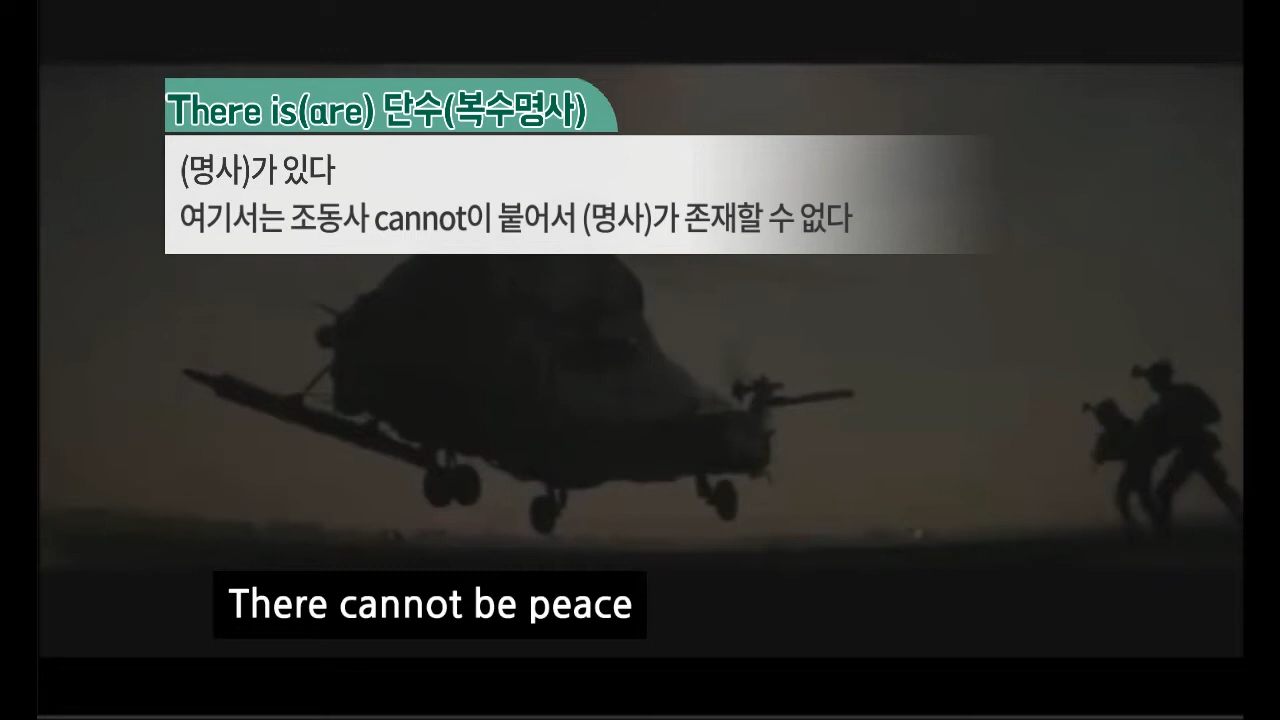 There is(are) 단수(복수명사)
(명사)가 있다
여기서는 조동사 cannot이 붙어서 (명사)가 존재할 수 없다
There cannot be peace